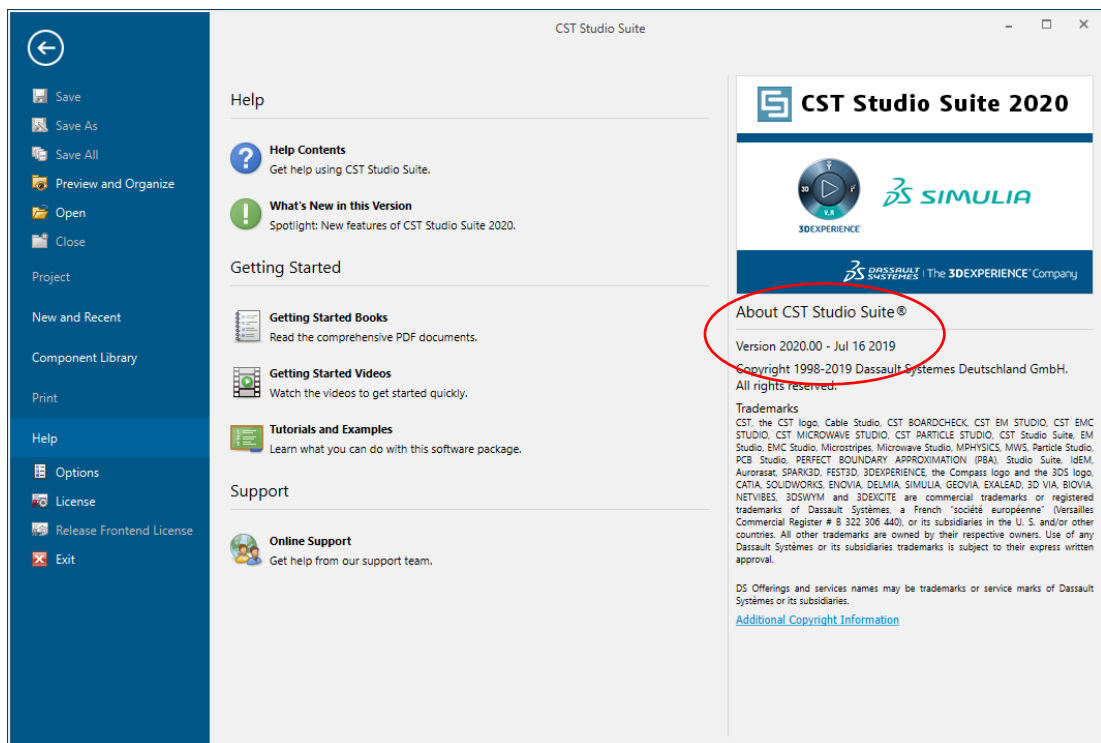 CST Studio Suite
Save
Save As
Save All
Preview and Organize
Open
Close
Project
New and Recent
Component Library
Print
Help
Options
License
Release Frontend License
Exit
Help
Help Contents
Get help using CST Studio Suite.
What's New in this Version
Spotlight: New features of CST Studio Suite 2020.
Getting Started
Getting Started Books
Read the comprehensive PDF documents.
Getting Started Videos
Watch the videos to get started quickly.
Tutorials and Examples
Learn what you can do with this software package.
Support
Online Support
Get help from our support team.
CST Studio Suite 2020
3D
V,R
3DEXPERIENCE
SIMULIA
DASSAULT SYSTEMES | The 3DEXPERIENCE® Company
About CST Studio Suite®
Version 2020.00 - Jul 16 2019
Copyright 1998-2019 Dassault Systemes Deutschland GmbH.
All rights reserved.
Trademarks
CST, the CST logo, Cable Studio, CST BOARDCHECK, CST EM STUDIO, CST EMC
STUDIO, CST MICROWAVE STUDIO, CST PARTICLE STUDIO, CST Studio Suite, EM
Studio, EMC Studio, Microstripes, Microwave Studio, MPHYSICS, MWS, Particle Studio,
PCB Studio, PERFECT BOUNDARY APPROXIMATION (PBA), Studio Suite, IdEM,
Aurorasat, SPARK3D, FEST3D, 3DEXPERIENCE, the Compass logo and the 3DS logo,
CATIA, SOLIDWORKS, ENOVIA, DELMIA, SIMULIA, GEOVIA, EXALEAD, 3D VIA, BIOVIA,
NETVIBES, 3DSWYM and 3DEXCITE are commercial trademarks or registered
trademarks of Dassault Systèmes, a French "société européenne" (Versailles
Commercial Register # B 322 306 440), or its subsidiaries in the U. S. and/or other
countries. All other trademarks are owned by their respective owners. Use of any
Dassault Systèmes or its subsidiaries trademarks is subject to their express written
approval.
DS Offerings and services names may be trademarks or service marks of Dassault
Systèmes or its subsidiaries.
Additional Copyright Information